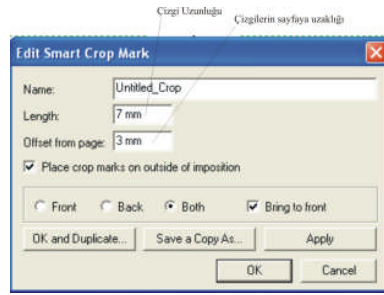 Çizgi Uzunluğu
Çizgilerin sayfaya uzaklığı
Edit Smart Crop Mark
Name: Untitled_Crop
Length: 7 mm
Offset from page: 3 mm
Place crop marks on outside of imposition
Front Back Both Bring to front
OK and Duplicate... Save a Copy As... Apply
OK Cancel